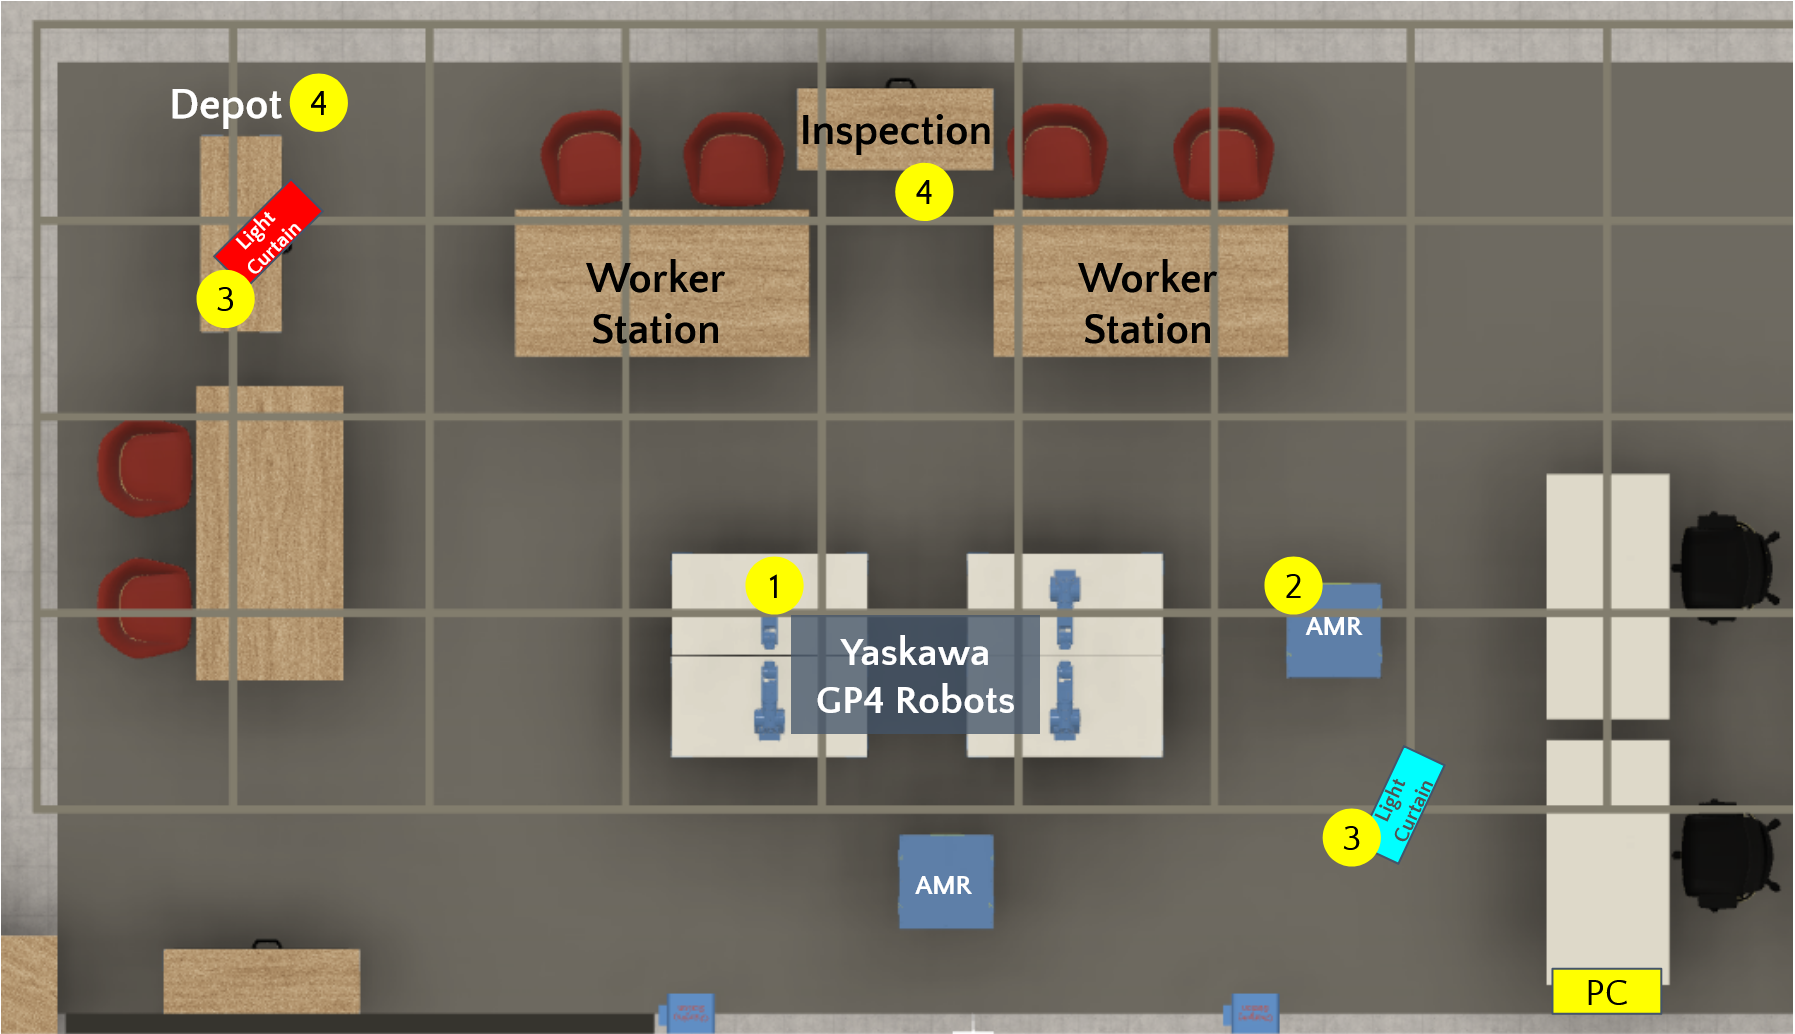 Depot 4
Inspection
4
Light
Curtain
3
Worker
Station
Worker
Station
1
2
AMR
Yaskawa
GP4 Robots
Light
Curtain
3
AMR
PC